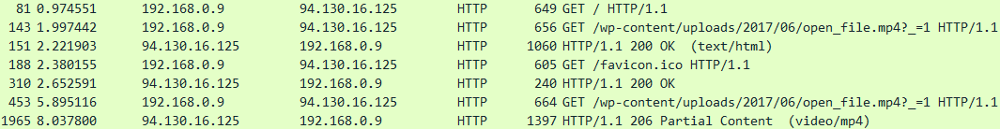 81 0.974551 192.168.0.9 94.130.16.125 HTTP 649 GET / HTTP/1.1
143 1.997442 192.168.0.9 94.130.16.125 HTTP 656 GET /wp-content/uploads/2017/06/open_file.mp4?_=1 HTTP/1.1
151 2.221903 94.130.16.125 192.168.0.9 HTTP 1060 HTTP/1.1 200 OK (text/html)
188 2.380155 192.168.0.9 94.130.16.125 HTTP 605 GET /favicon.ico HTTP/1.1
310 2.652591 94.130.16.125 192.168.0.9 HTTP 240 HTTP/1.1 200 OK
453 5.895116 192.168.0.9 94.130.16.125 HTTP 664 GET /wp-content/uploads/2017/06/open_file.mp4?_=1 HTTP/1.1
1965 8.037800 94.130.16.125 192.168.0.9 HTTP 1397 HTTP/1.1 206 Partial Content (video/mp4)